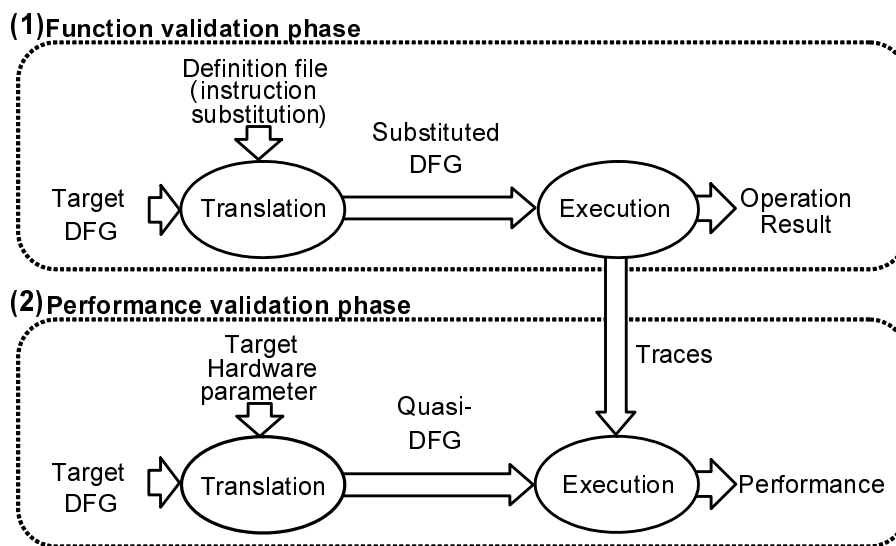 (1) Function validation phase
Definition file
(instruction
substitution)
Substituted
DFG
Target
DFG
Translation
Execution
Operation
Result
(2) Performance validation phase
Target
Hardware
parameter
Traces
Quasi-
DFG
Target
DFG
Translation
Execution
Performance